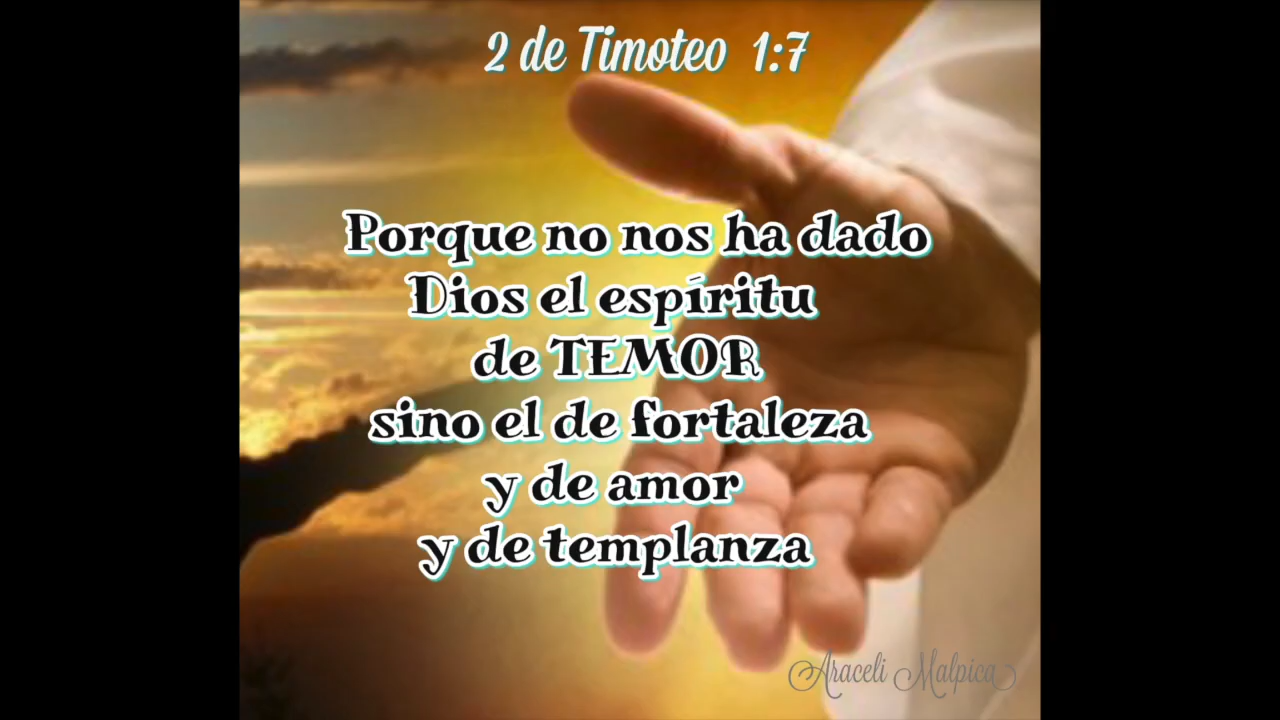 2 de Timoteo 1:7
Porque no nos ha dado
Dios el espíritu
de TEMOR
sino el de fortaleza
y de amor
y de templanza
Araceli Malpica